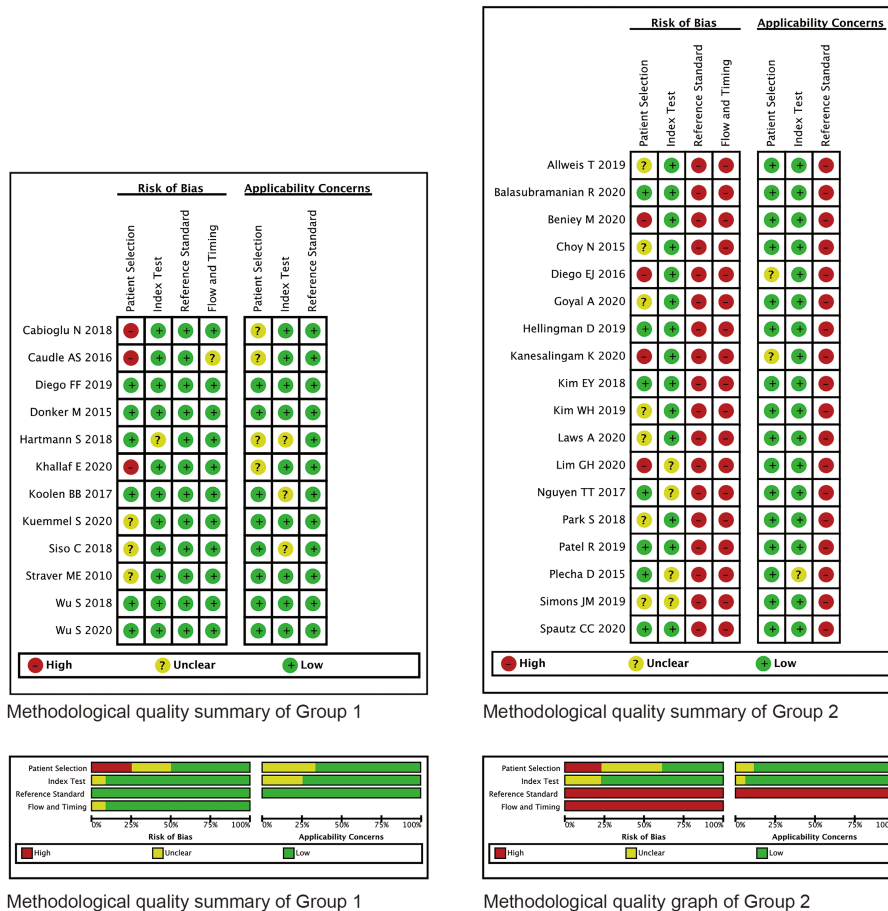 Risk of Bias
Applicability Concerns
Patient Selection
Index Test
Reference Standard
Flow and Timing
Patient Selection
Index Test
Reference Standard
Cabioglu N 2018
Caudle AS 2016
Diego FF 2019
Donker M 2015
Hartmann S 2018
Khallaf E 2020
Koolen BB 2017
Kuemmel S 2020
Siso C 2018
Straver ME 2010
Wu S 2018
Wu S 2020
High
Unclear
Low
Methodological quality summary of Group 1
Risk of Bias
Applicability Concerns
Patient Selection
Index Test
Reference Standard
Flow and Timing
Patient Selection
Index Test
Reference Standard
Allweis T 2019
Balasubramanian R 2020
Beniey M 2020
Choy N 2015
Diego EJ 2016
Goyal A 2020
Hellingman D 2019
Kanesalingam K 2020
Kim EY 2018
Kim WH 2019
Laws A 2020
Lim GH 2020
Nguyen TT 2017
Park S 2018
Patel R 2019
Plecha D 2015
Simons JM 2019
Spautz CC 2020
High
Unclear
Low
Methodological quality summary of Group 2
Patient Selection
Index Test
Reference Standard
Flow and Timing
0% 25% 50% 75% 100% 0% 25% 50% 75% 100%
Risk of Bias Applicability Concerns
High Unclear Low
Methodological quality summary of Group 1
Patient Selection
Index Test
Reference Standard
Flow and Timing
0% 25% 50% 75% 100% 0% 25% 50% 75% 100
Risk of Bias Applicability Concerns
High Unclear Low
Methodological quality graph of Group 2